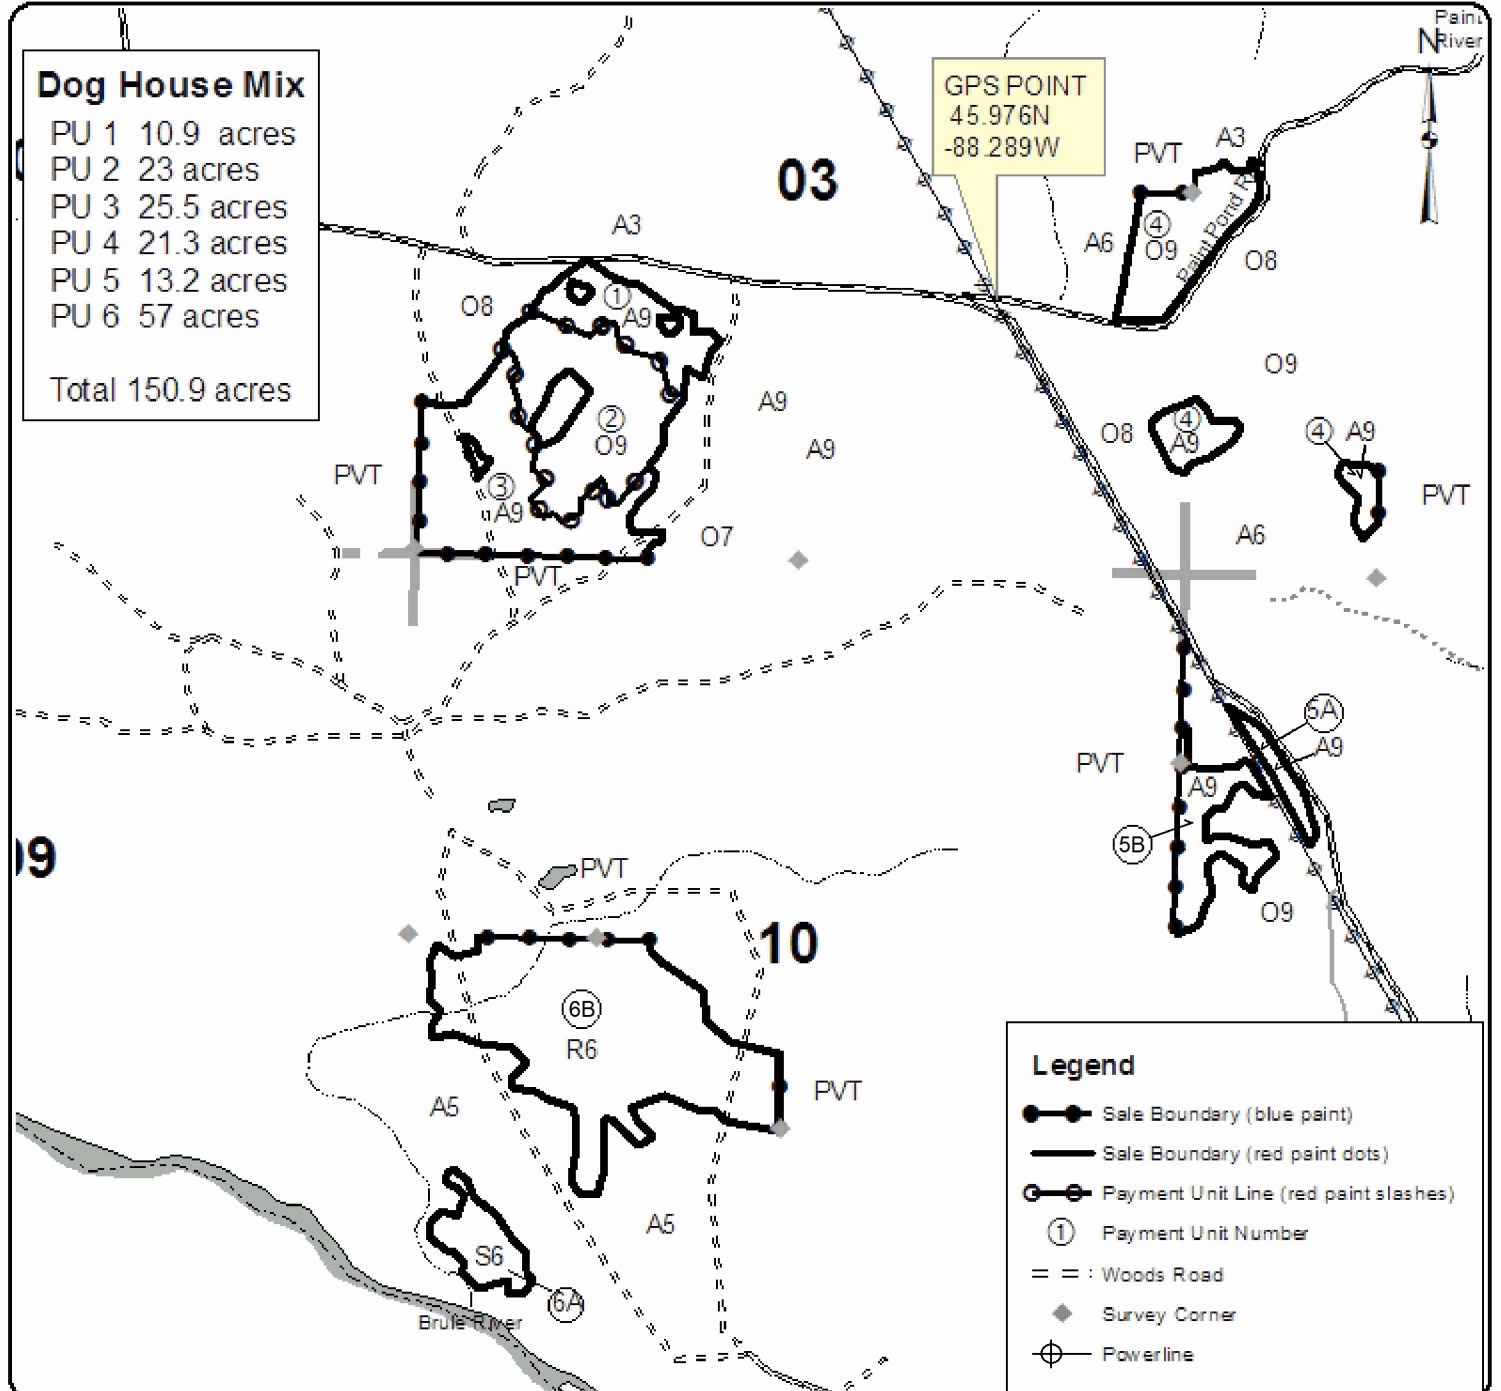 Paint
River
N
Dog House Mix
PU 1 10.9 acres
PU 2 23 acres
PU 3 25.5 acres
PU 4 21.3 acres
PU 5 13.2 acres
PU 6 57 acres
Total 150.9 acres
GPS POINT
45.976N
-88.289W
03
PVT
A3
A3
A6
4
O9
Paint Pond Rd
O8
O8
1
A9
O9
A9
2
O9
A9
O8
4
A9
4
A9
PVT
PVT
3
A9
O7
A6
PVT
5A
A9
PVT
A9
5B
09
PVT
O9
10
6B
R6
PVT
A5
A5
S6
6A
Brule River
Legend
Sale Boundary (blue paint)
Sale Boundary (red paint dots)
Payment Unit Line (red paint slashes)
1 Payment Unit Number
Woods Road
Survey Corner
Powerline